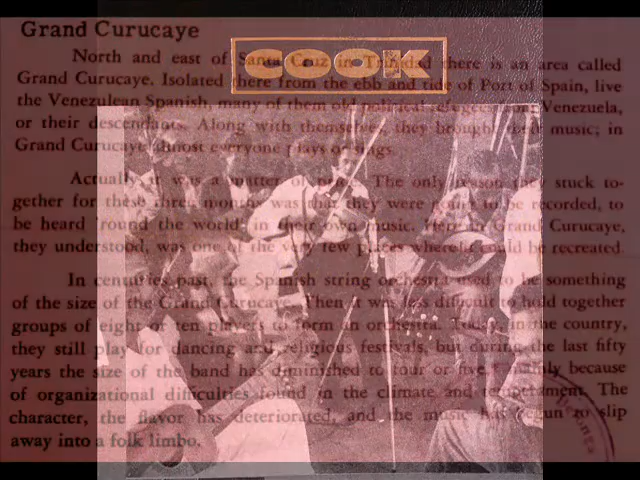 Grand Curucaye
COOK
North and east of Santa Cruz in Trinidad there is an area called
Grand Curucaye. Isolated there from the ebb and tide of Port of Spain, live
the Venezulean Spanish, many of them old political refugees from Venezuela,
or their descendants. Along with themselves, they brought their music; in
Grand Curucaye almost everyone plays or sings.
Actually it was a matter of pride. The only reason they stuck to-
gether for these three months was that they were going to be recorded, to
be heard 'round the world in their own music. Here in Grand Curucaye,
they understood, was one of the very few places where it could be recreated.
In centuries past, the Spanish string orchestra used to be something
of the size of the Grand Curucaye. Then it was less difficult to hold together
groups of eight or ten players to form an orchestra. Today, in the country,
they still play for dancing and religious festivals, but during the last fifty
years the size of the band has diminished to four or five, mainly because
of organizational difficulties found in the climate and temperament. The
character, the flavor has deteriorated, and the music has begun to slip
away into a folk limbo.